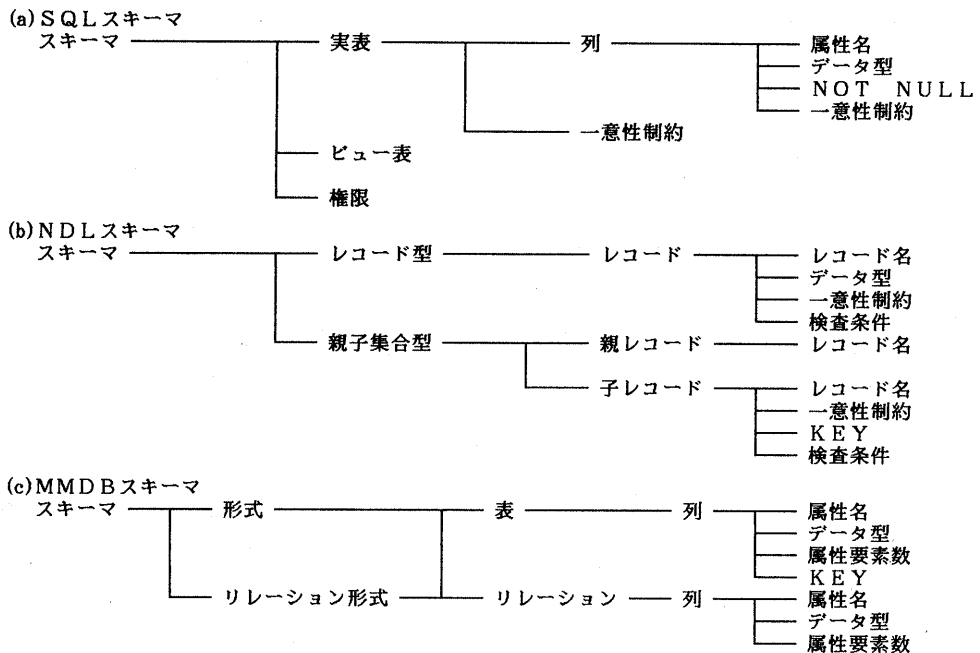 (a)SQLスキーマ
スキーマ 実表 列 属性名
データ型
NOT NULL
一意性制約
一意性制約
ビュー表
権限
(b)NDLスキーマ
スキーマ レコード型 レコード レコード名
データ型
一意性制約
検査条件
親子集合型 親レコード レコード名
子レコード レコード名
一意性制約
KEY
検査条件
(c)MMDBスキーマ
スキーマ 形式 表 列 属性名
データ型
属性要素数
KEY
リレーション形式 リレーション 列 属性名
データ型
属性要素数